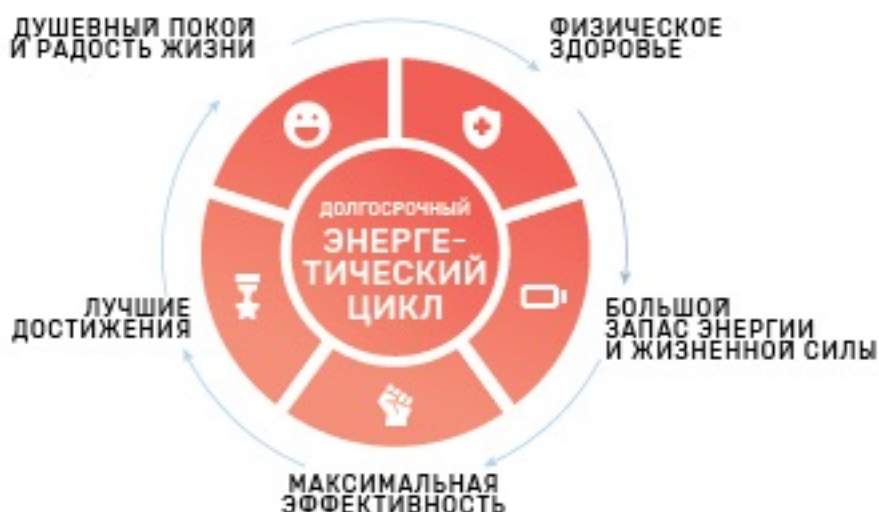 ДУШЕВНЫЙ ПОКОЙ
И РАДОСТЬ ЖИЗНИ
ФИЗИЧЕСКОЕ
ЗДОРОВЬЕ
ДОЛГОСРОЧНЫЙ
ЭНЕРГЕ-
ТИЧЕСКИЙ
ЦИКЛ
ЛУЧШИЕ
ДОСТИЖЕНИЯ
БОЛЬШОЙ
ЗАПАС ЭНЕРГИИ
И ЖИЗНЕННОЙ СИЛЫ
МАКСИМАЛЬНАЯ
ЭФФЕКТИВНОСТЬ